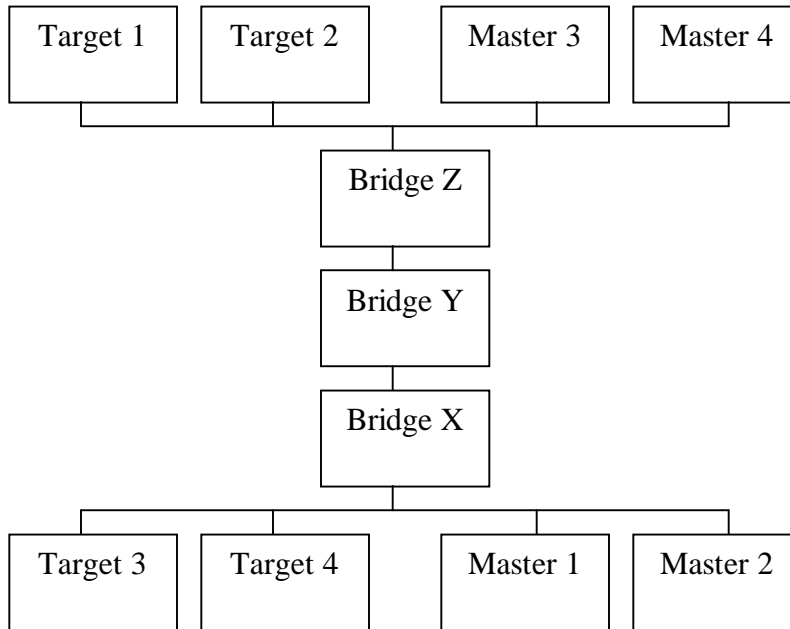 Target 1
Target 2
Master 3
Master 4
Bridge Z
Bridge Y
Bridge X
Target 3
Target 4
Master 1
Master 2